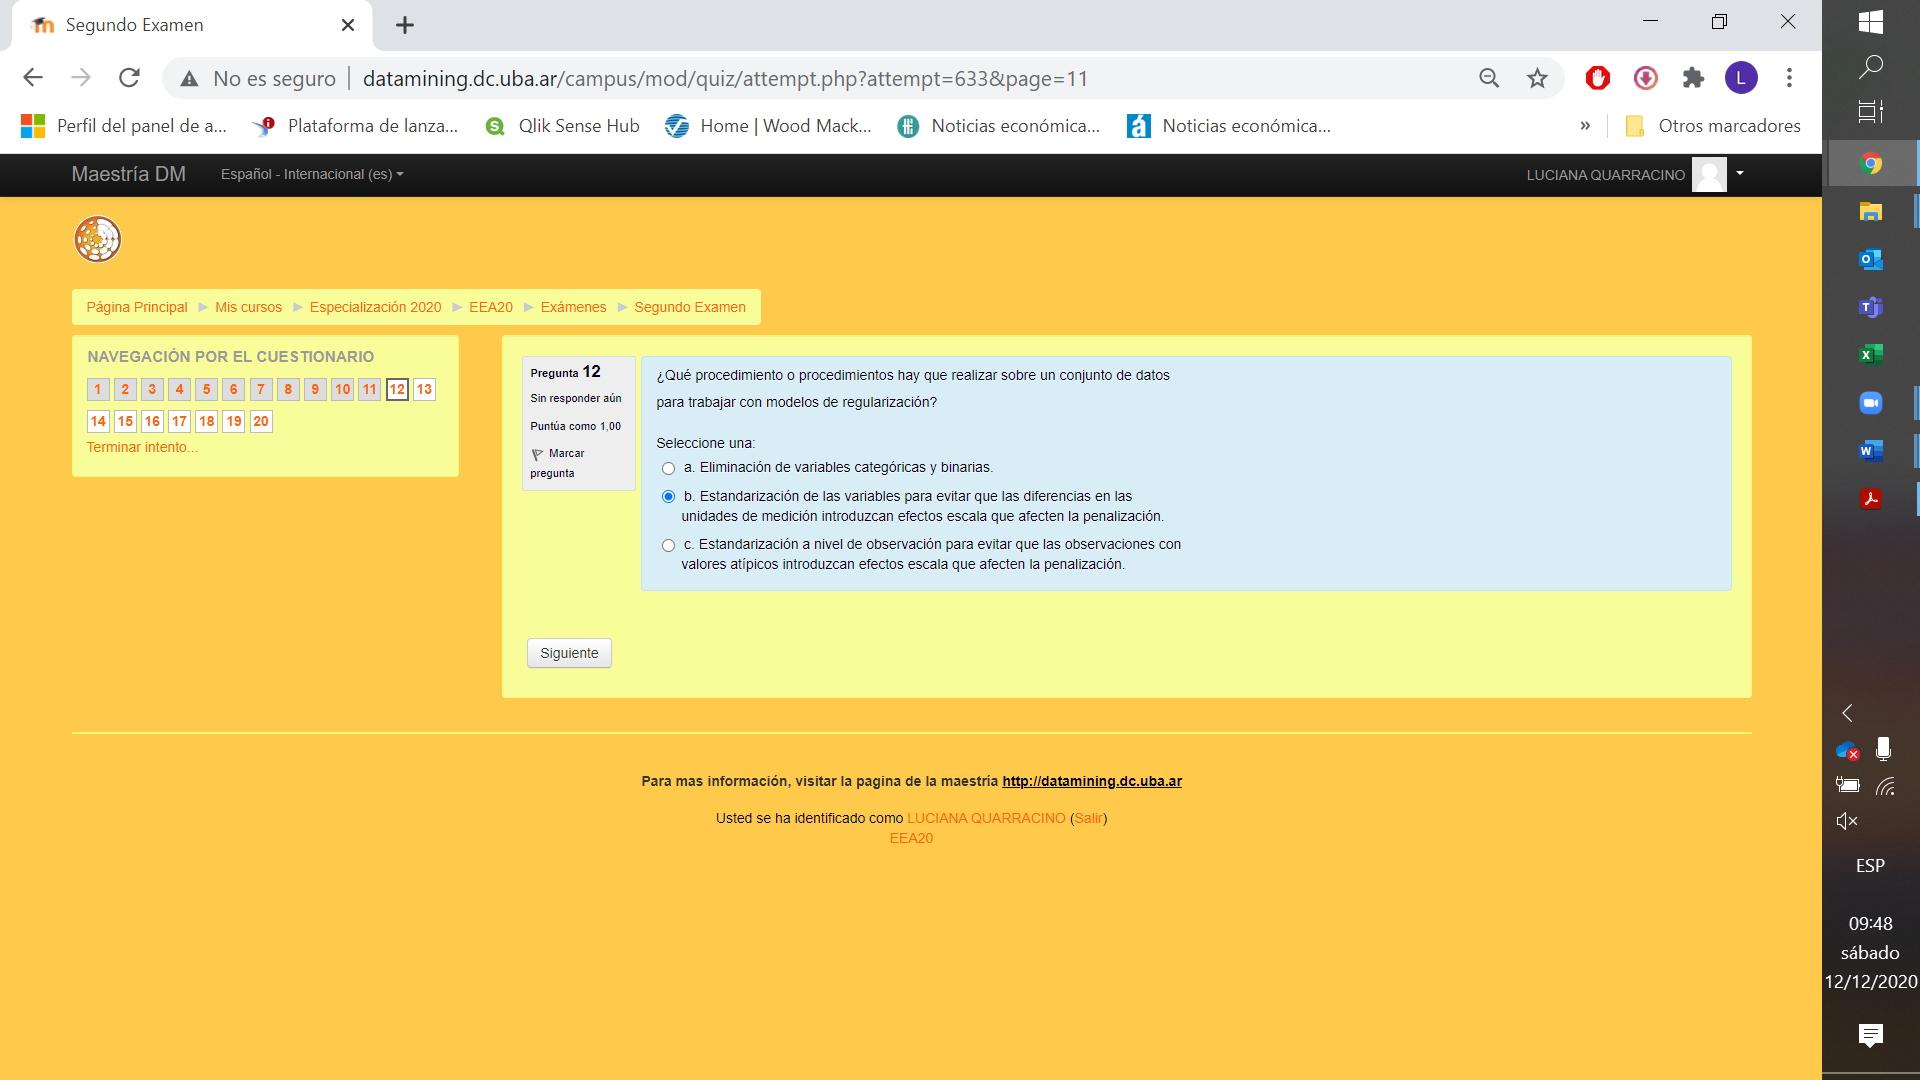 Segundo Examen
No es seguro datamining.dc.uba.ar/campus/mod/quiz/attempt.php?attempt=633&page=11
L
Perfil del panel de a...
Plataforma de lanza...
Qlik Sense Hub
Home | Wood Mack...
Noticias económica...
Noticias económica...
»
Otros marcadores
Maestría DM
Español - Internacional (es)
LUCIANA QUARRACINO
Página Principal ► Mis cursos ► Especialización 2020 ► EEA20 ► Exámenes ► Segundo Examen
NAVEGACIÓN POR EL CUESTIONARIO
1 2 3 4 5 6 7 8 9 10 11 12 13
14 15 16 17 18 19 20
Terminar intento...
Pregunta 12
Sin responder aún
Puntúa como 1,00
Marcar
pregunta
¿Qué procedimiento o procedimientos hay que realizar sobre un conjunto de datos
para trabajar con modelos de regularización?
Seleccione una:
a. Eliminación de variables categóricas y binarias.
b. Estandarización de las variables para evitar que las diferencias en las
unidades de medición introduzcan efectos escala que afecten la penalización.
c. Estandarización a nivel de observación para evitar que las observaciones con
valores atípicos introduzcan efectos escala que afecten la penalización.
Siguiente
Para mas información, visitar la pagina de la maestría http://datamining.dc.uba.ar
Usted se ha identificado como LUCIANA QUARRACINO (Salir)
EEA20
ESP
09:48
sábado
12/12/2020